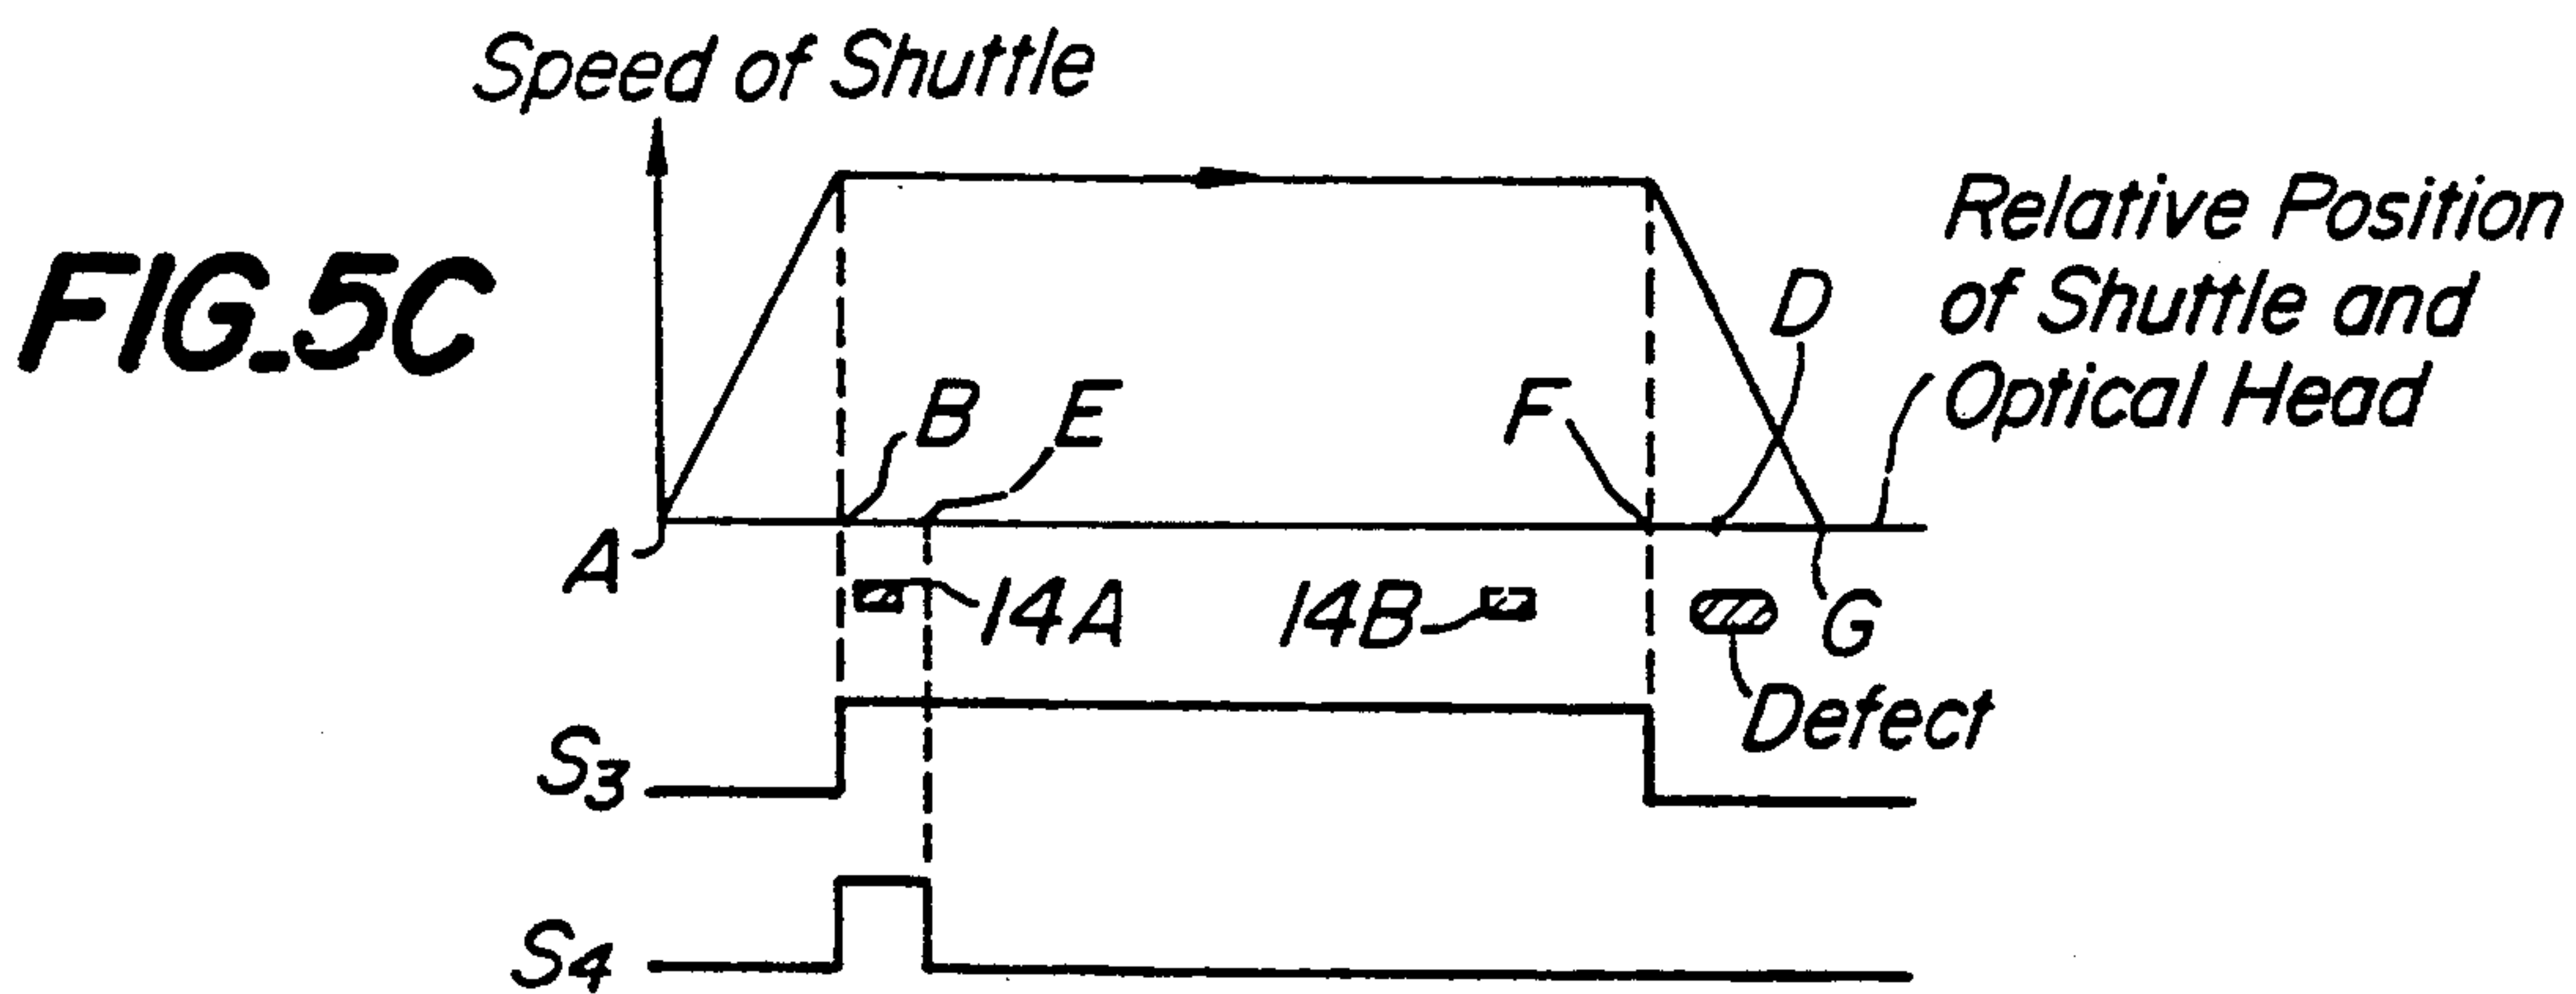 Speed of Shuttle
FIG. 5C
Relative Position
of Shuttle and
Optical Head
D
B
E
F
A
14A
14B
G
Defect
S3
S4